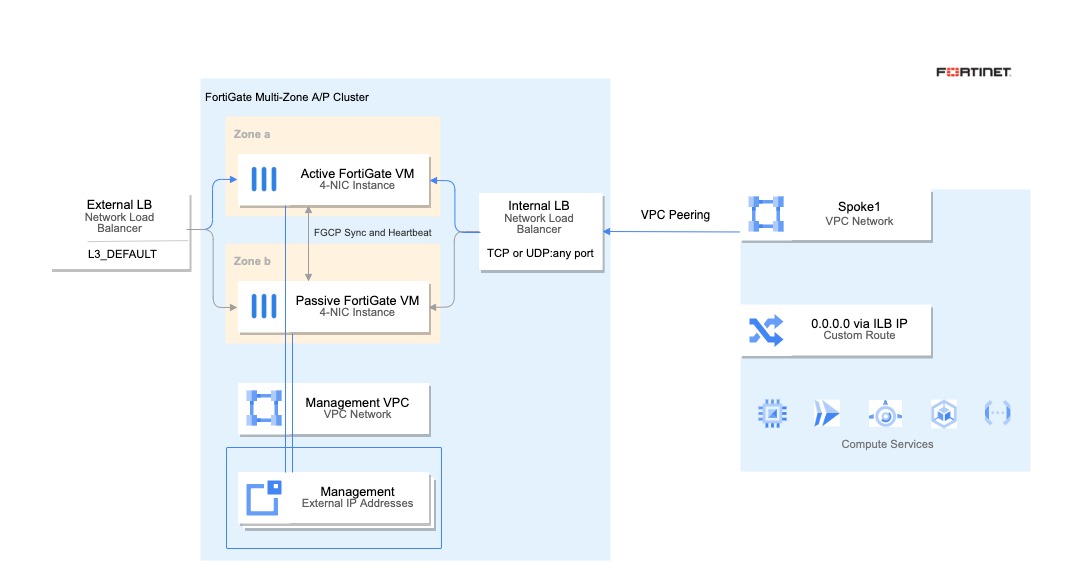 FORTINET
FortiGate Multi-Zone A/P Cluster
Zone a
Active FortiGate VM
4-NIC Instance
External LB
Network Load
Balancer
L3_DEFAULT
FGCP Sync and Heartbeat
Internal LB
Network Load
Balancer
TCP or UDP:any port
VPC Peering
Spoke1
VPC Network
Zone b
Passive FortiGate VM
4-NIC Instance
0.0.0.0 via ILB IP
Custom Route
Management VPC
VPC Network
Compute Services
Management
External IP Addresses